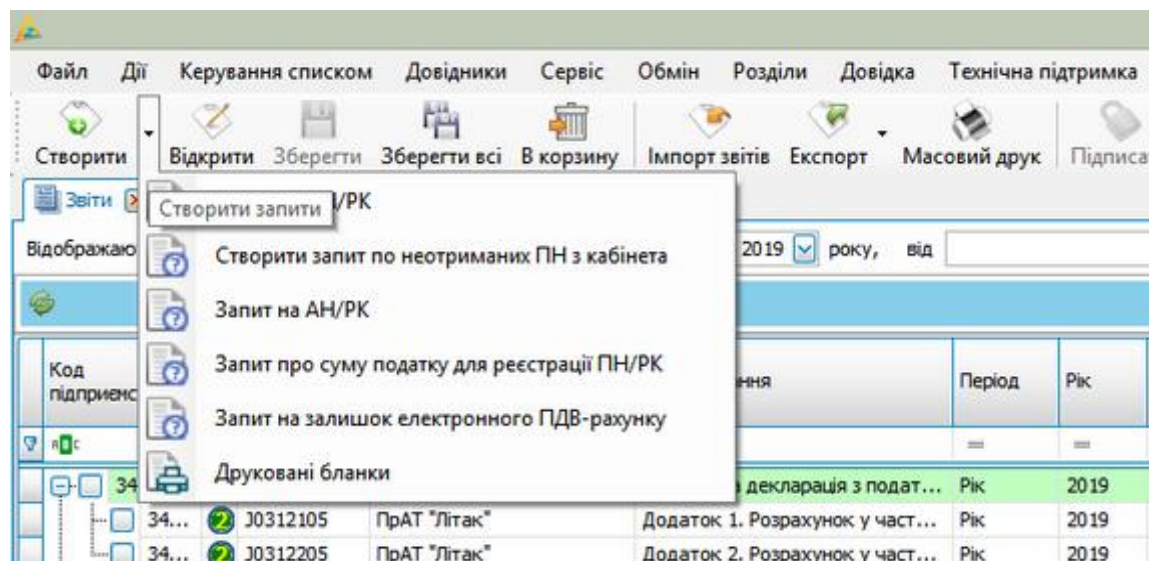 Файл Дії Керування списком Довідники Сервіс Обмін Розділи Довідка Технічна підтримка
Створити Відкрити Зберегти Зберегти всі В корзину Імпорт звітів Експорт Масовий друк Підписа
Звіти Створити запити /РК
Відображаю 2019 року, від
Створити запит по неотриманих ПН з кабінета
Запит на АН/РК
Запит про суму податку для реєстрації ПН/РК
Запит на залишок електронного ПДВ-рахунку
Друковані бланки
Код підприємс ння Період Рік
34 а декларація з подат... Рік 2019
34... J0312105 ПрАТ "Літак" Додаток 1. Розрахунок у част... Рік 2019
34... J0312205 ПрАТ "Літак" Додаток 2. Розрахунок у част... Рік 2019